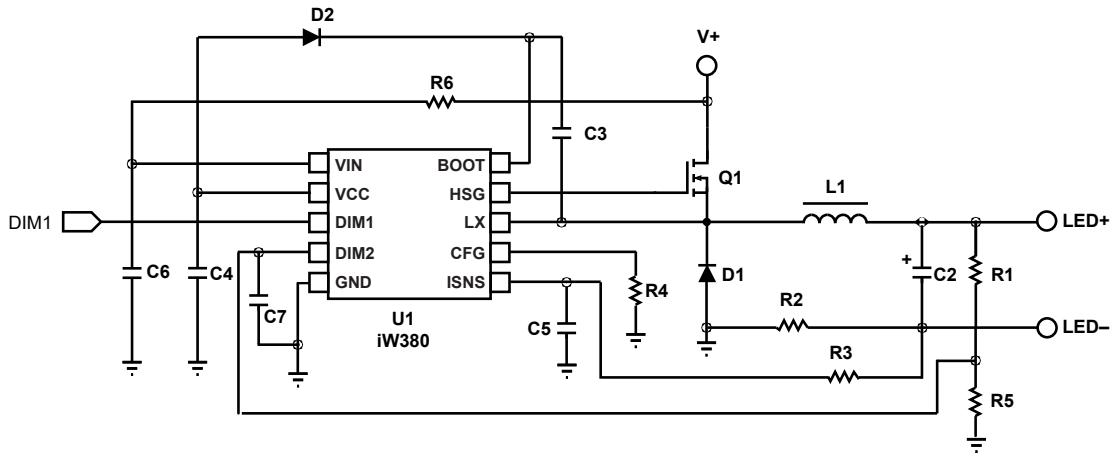 D2
V+
R6
C3
VIN
BOOT
VCC
HSG
Q1
L1
DIM1
DIM1
LX
LED+
DIM2
CFG
+
C6
C4
C7
GND
ISNS
R4
D1
C2
R1
U1
iW380
C5
R2
LED–
R3
R5